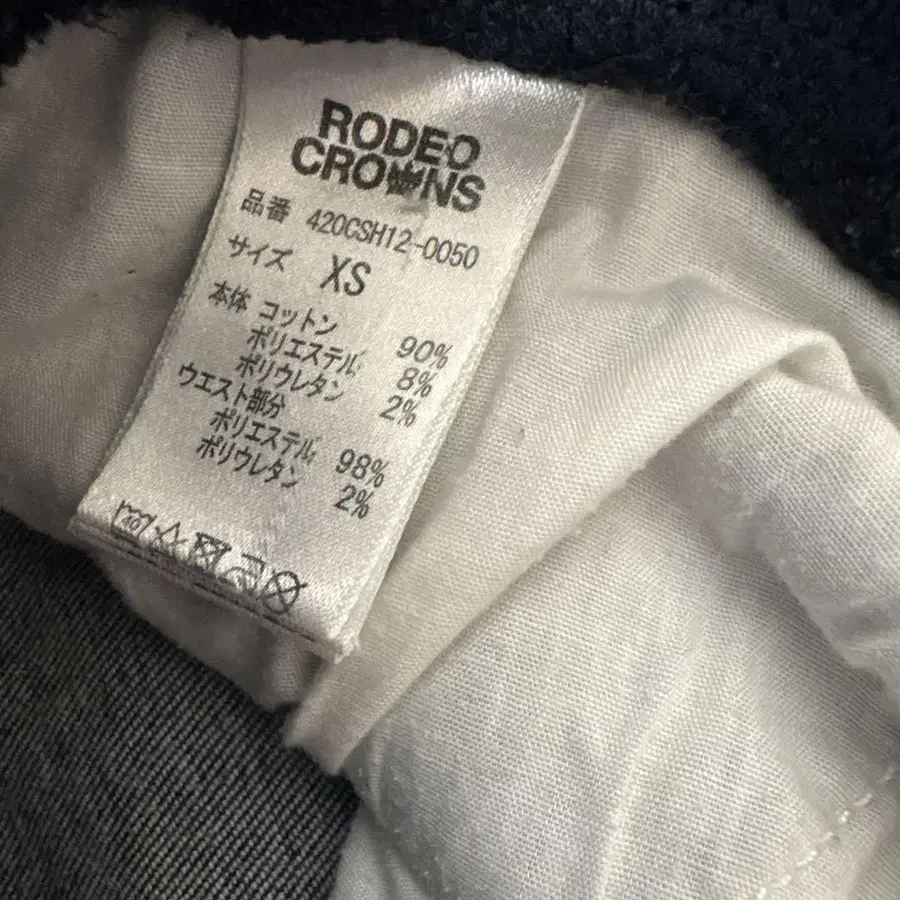 RODEO
CROWNS
品番 420CSH12-0050
サイズ XS
本体 コットン 90%
ポリエステル 8%
ポリウレタン 2%
ウエスト部分
ポリエステル 98%
ポリウレタン 2%
40